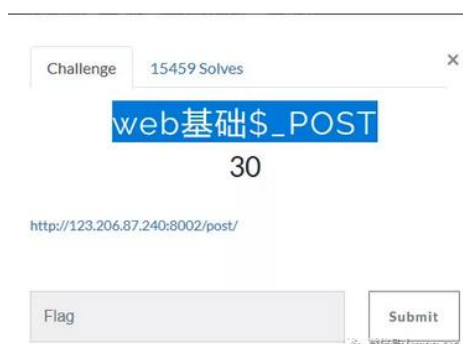 Challenge 15459 Solves ×
web基础$_POST
30
http://123.206.87.240:8002/post/
Flag Submit